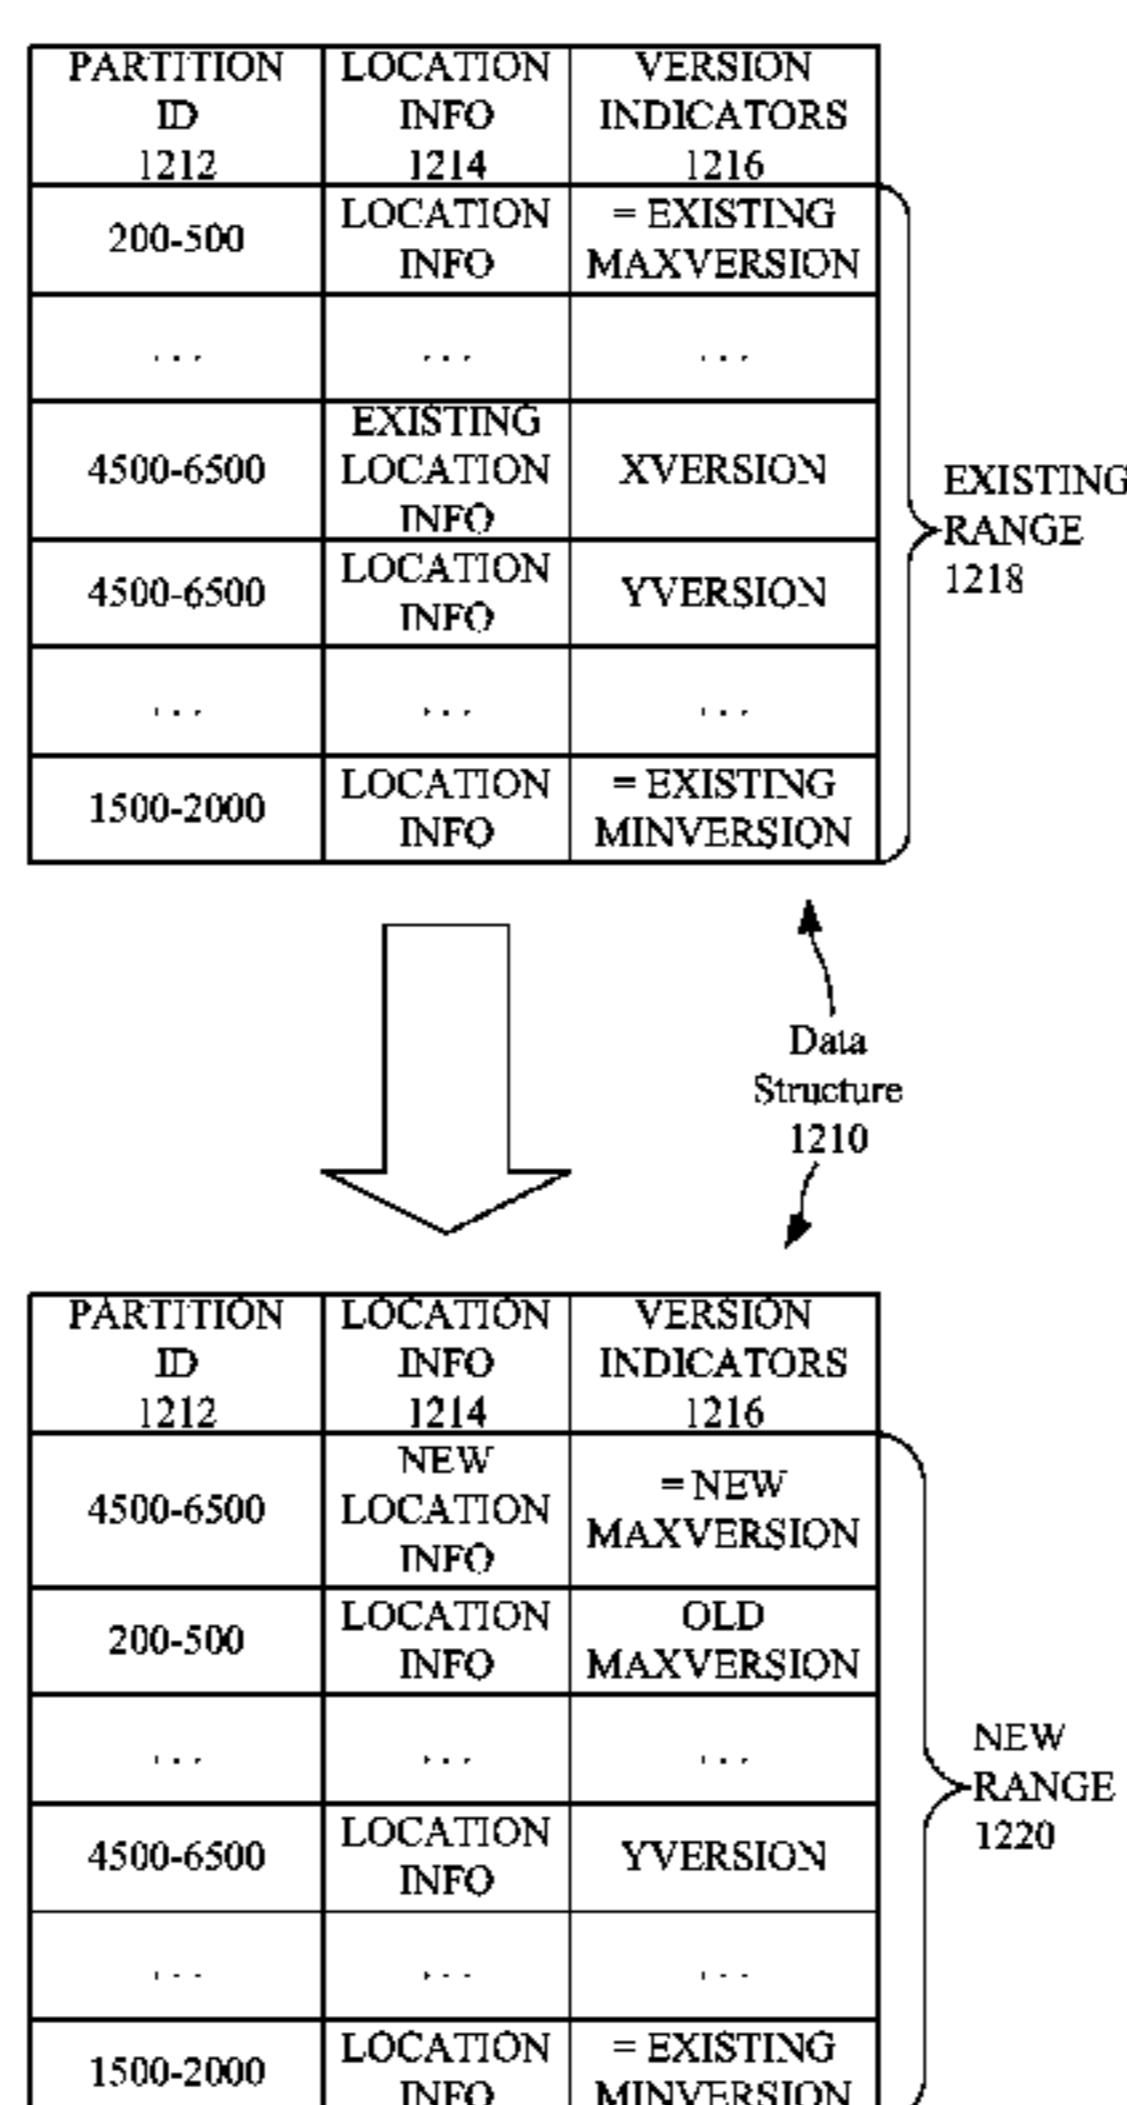 PARTITION ID 1212
LOCATION INFO 1214
VERSION INDICATORS 1216
200-500
LOCATION INFO
= EXISTING MAXVERSION
...
...
...
4500-6500
EXISTING LOCATION INFO
XVERSION
4500-6500
LOCATION INFO
YVERSION
...
...
...
1500-2000
LOCATION INFO
= EXISTING MINVERSION
EXISTING
RANGE
1218
Data
Structure
1210
PARTITION ID 1212
LOCATION INFO 1214
VERSION INDICATORS 1216
4500-6500
NEW LOCATION INFO
= NEW MAXVERSION
200-500
LOCATION INFO
OLD MAXVERSION
...
...
...
4500-6500
LOCATION INFO
YVERSION
...
...
...
1500-2000
LOCATION INFO
= EXISTING MINVERSION
NEW
RANGE
1220